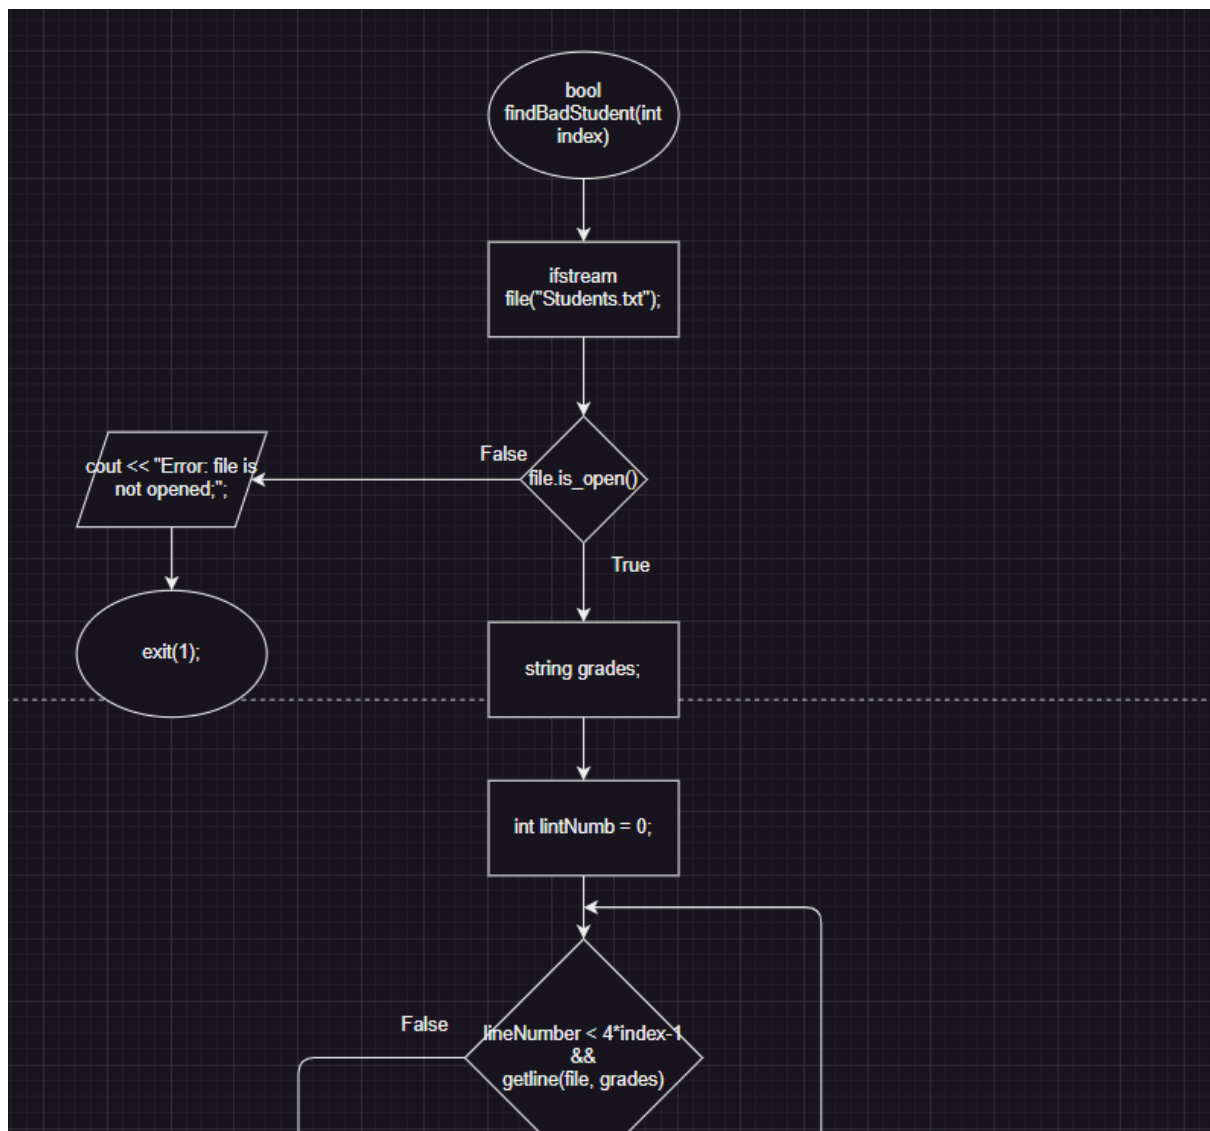 bool
findBadStudent(int
index)
ifstream
file("Students.txt");
False
file.is_open()
cout << "Error: file is
not opened;";
True
exit(1);
string grades;
int lintNumb = 0;
False
lineNumber < 4*index-1
&&
getline(file, grades)